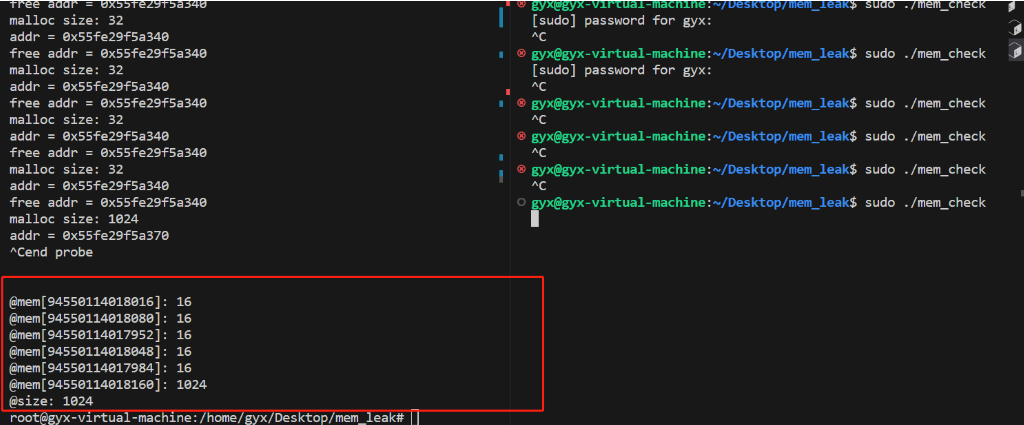 free addr = 0x55fe29f5a340
malloc size: 32
addr = 0x55fe29f5a340
free addr = 0x55fe29f5a340
malloc size: 32
addr = 0x55fe29f5a340
free addr = 0x55fe29f5a340
malloc size: 32
addr = 0x55fe29f5a340
free addr = 0x55fe29f5a340
malloc size: 32
addr = 0x55fe29f5a340
free addr = 0x55fe29f5a340
malloc size: 1024
addr = 0x55fe29f5a370
^Cend probe
@mem[94550114018016]: 16
@mem[94550114018080]: 16
@mem[94550114017952]: 16
@mem[94550114018048]: 16
@mem[94550114017984]: 16
@mem[94550114018160]: 1024
@size: 1024
root@gyx-virtual-machine:/home/gyx/Desktop/mem_leak#
gyx@gyx-virtual-machine:~/Desktop/mem_leak$ sudo ./mem_check
[sudo] password for gyx:
^C
gyx@gyx-virtual-machine:~/Desktop/mem_leak$ sudo ./mem_check
[sudo] password for gyx:
^C
gyx@gyx-virtual-machine:~/Desktop/mem_leak$ sudo ./mem_check
^C
gyx@gyx-virtual-machine:~/Desktop/mem_leak$ sudo ./mem_check
^C
gyx@gyx-virtual-machine:~/Desktop/mem_leak$ sudo ./mem_check
^C
gyx@gyx-virtual-machine:~/Desktop/mem_leak$ sudo ./mem_check